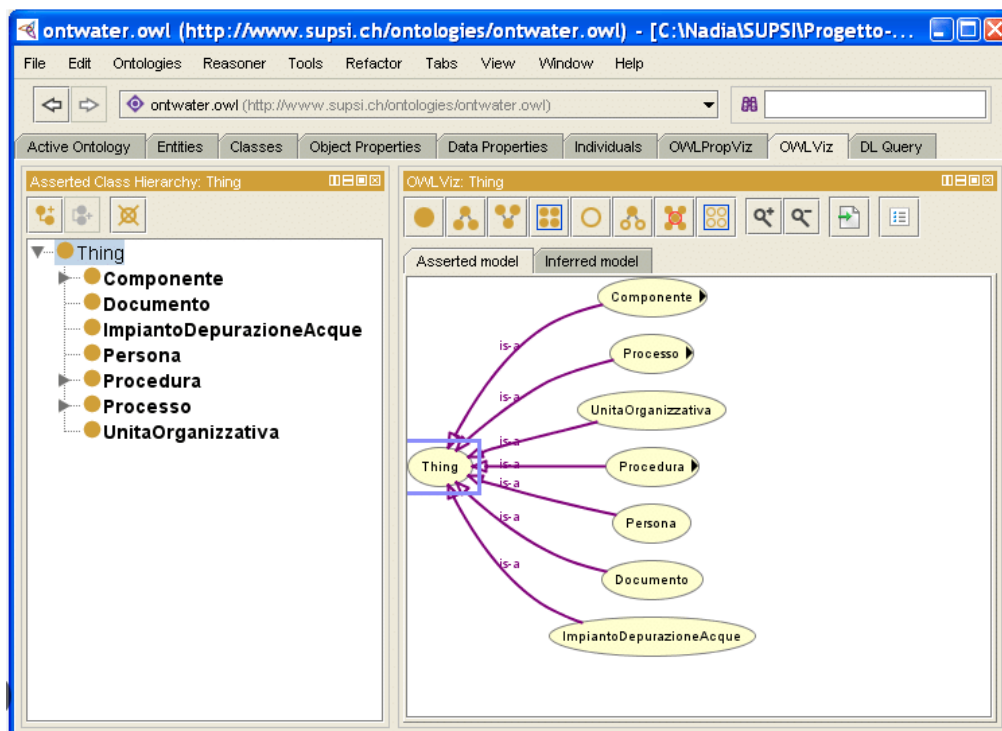 ontwater.owl (http://www.supsi.ch/ontologies/ontwater.owl) - [C:\Nadia\SUPSI\Progetto-...
File Edit Ontologies Reasoner Tools Refactor Tabs View Window Help
ontwater.owl (http://www.supsi.ch/ontologies/ontwater.owl)
Active Ontology Entities Classes Object Properties Data Properties Individuals OWLPropViz OWLViz DL Query
Asserted Class Hierarchy: Thing
Thing
Componente
Documento
ImpiantoDepurazioneAcque
Persona
Procedura
Processo
UnitaOrganizzativa
OWLViz: Thing
Asserted model Inferred model
Componente
is-a
Processo
is-a
UnitaOrganizzativa
is-a
Thing
is-a
Procedura
is-a
Persona
is-a
Documento
is-a
ImpiantoDepurazioneAcque